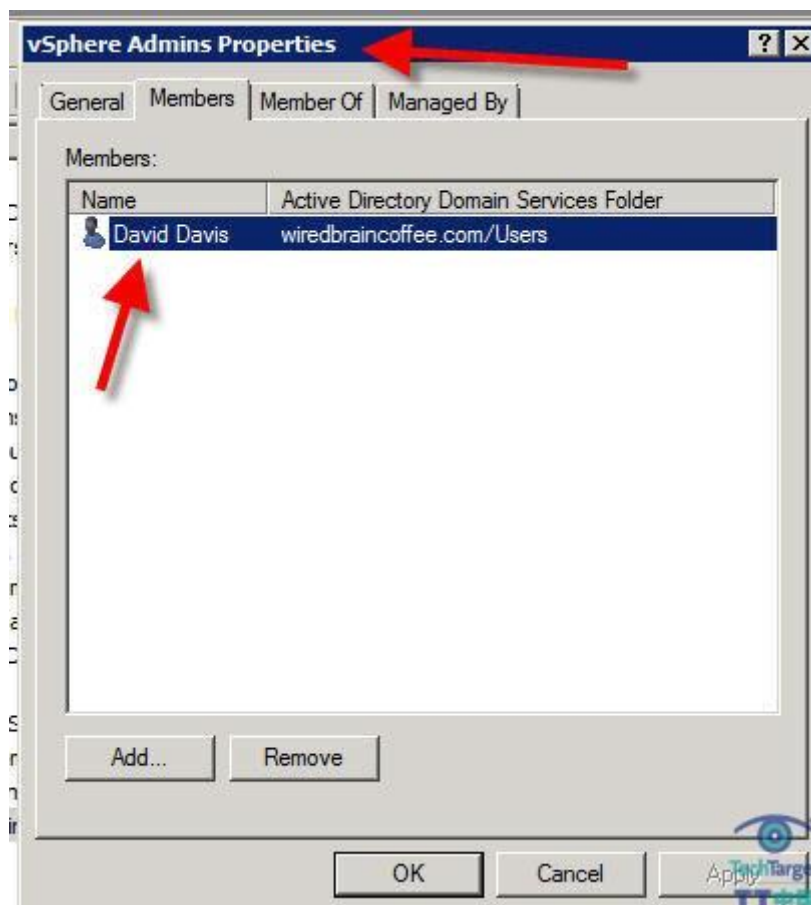 vSphere Admins Properties
General Members Member Of Managed By
Members:
Name Active Directory Domain Services Folder
David Davis wiredbraincoffee.com/Users
Add... Remove
OK Cancel Apply
TechTarge